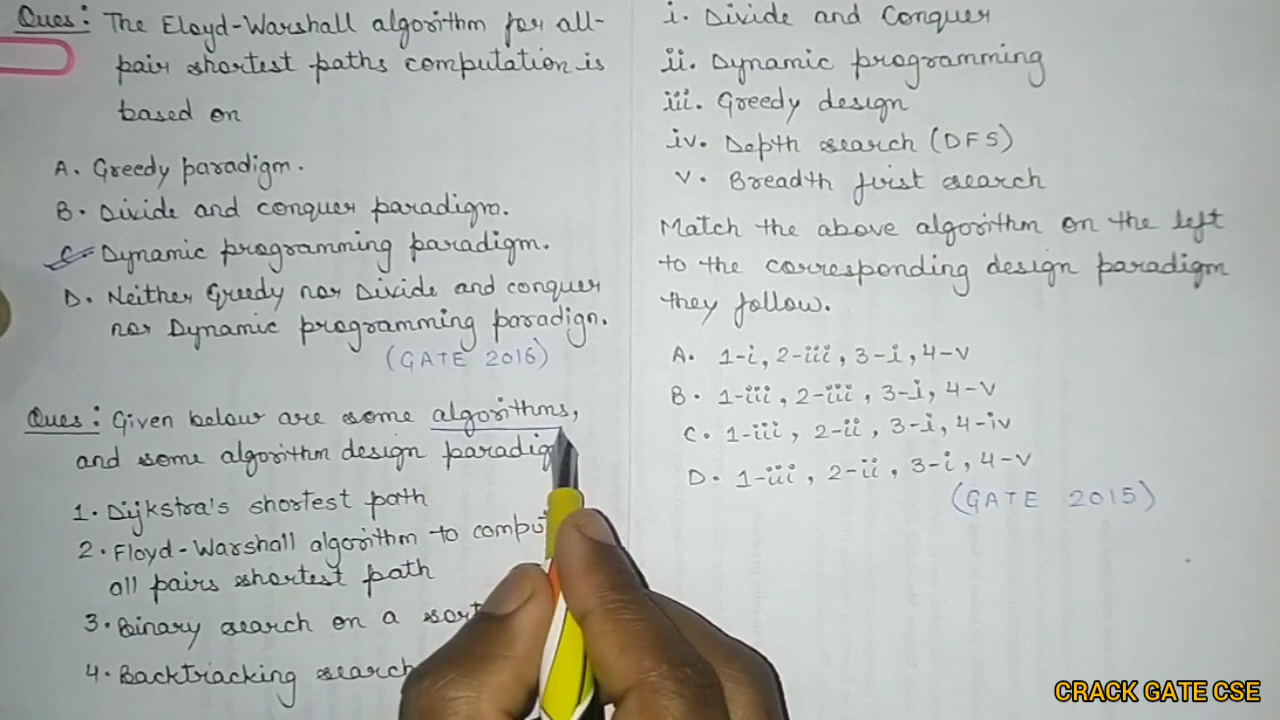 Ques: The Floyd-Warshall algorithm for all-
pair shortest paths computation is
based on
A. Greedy paradigm.
B. Divide and conquer paradigm.
C. Dynamic programming paradigm.
D. Neither Greedy nor Divide and conquer
nor Dynamic programming paradign.
(GATE 2016)
Ques: Given below are some algorithms,
and some algorithm design
1. Dijkstra's shortest path
2. Floyd-Warshall algorithm to
all pairs shortest path
3. Binary search on a
4. Backtracking search
i. Divide and Conquer
ii. Dynamic programming
iii. Greedy design
iv. Depth search (DFS)
v. Breadth first search
Match the above algorithm on the left
to the corresponding design paradigm
they follow.
A. 1-i, 2-iii, 3-i, 4-v
B. 1-iii, 2-iii, 3-i, 4-v
C. 1-iii, 2-ii, 3-i, 4-iv
D. 1-iii, 2-ii, 3-i, 4-v
(GATE 2015)
CRACK GATE CSE